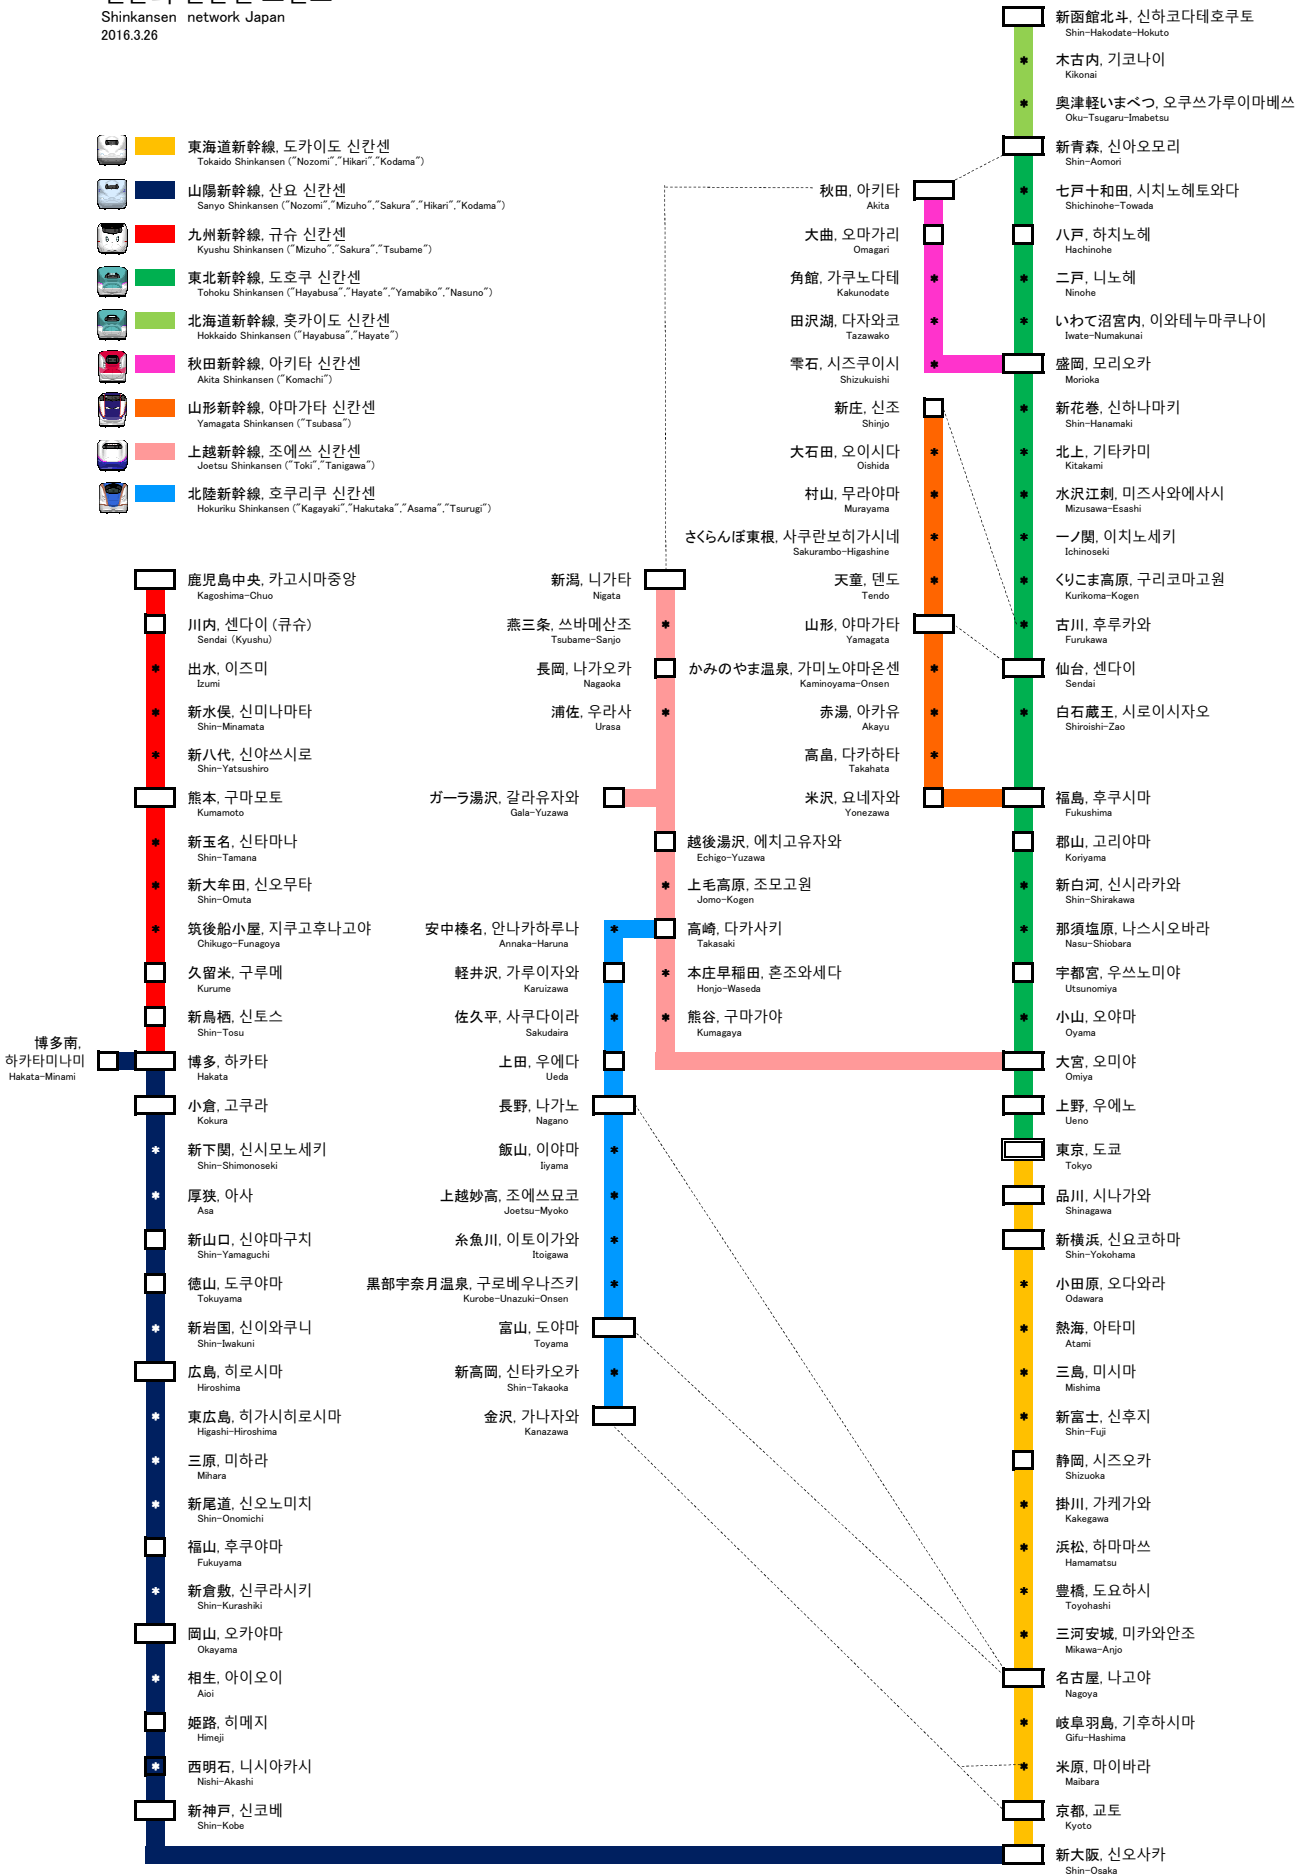 Shinkansen network Japan
2016.3.26
東海道新幹線, 도카이도 신칸센
Tokaido Shinkansen ("Nozomi","Hikari","Kodama")
山陽新幹線, 산요 신칸센
Sanyo Shinkansen ("Nozomi","Mizuho","Sakura","Hikari","Kodama")
九州新幹線, 규슈 신칸센
Kyushu Shinkansen ("Mizuho","Sakura","Tsubame")
東北新幹線, 도호쿠 신칸센
Tohoku Shinkansen ("Hayabusa","Hayate","Yamabiko","Nasuno")
北海道新幹線, 홋카이도 신칸센
Hokkaido Shinkansen ("Hayabusa","Hayate")
秋田新幹線, 아키타 신칸센
Akita Shinkansen ("Komachi")
山形新幹線, 야마가타 신칸센
Yamagata Shinkansen ("Tsubasa")
上越新幹線, 조에쓰 신칸센
Joetsu Shinkansen ("Toki","Tanigawa")
北陸新幹線, 호쿠리쿠 신칸센
Hokuriku Shinkansen ("Kagayaki","Hakutaka","Asama","Tsurugi")
鹿児島中央, 카고시마중앙
Kagoshima-Chuo
川内, 센다이 (큐슈)
Sendai (Kyushu)
出水, 이즈미
Izumi
新水俣, 신미나마타
Shin-Minamata
新八代, 신야쓰시로
Shin-Yatsushiro
熊本, 구마모토
Kumamoto
新玉名, 신타마나
Shin-Tamana
新大牟田, 신오무타
Shin-Omuta
筑後船小屋, 지쿠고후나고야
Chikugo-Funagoya
久留米, 구루메
Kurume
新鳥栖, 신토스
Shin-Tosu
博多南,
하카타미나미
Hakata-Minami
博多, 하카타
Hakata
小倉, 고쿠라
Kokura
新下関, 신시모노세키
Shin-Shimonoseki
厚狭, 아사
Asa
新山口, 신야마구치
Shin-Yamaguchi
徳山, 도쿠야마
Tokuyama
新岩国, 신이와쿠니
Shin-Iwakuni
広島, 히로시마
Hiroshima
東広島, 히가시히로시마
Higashi-Hiroshima
三原, 미하라
Mihara
新尾道, 신오노미치
Shin-Onomichi
福山, 후쿠야마
Fukuyama
新倉敷, 신쿠라시키
Shin-Kurashiki
岡山, 오카야마
Okayama
相生, 아이오이
Aioi
姫路, 히메지
Himeji
西明石, 니시아카시
Nishi-Akashi
新神戸, 신코베
Shin-Kobe
新潟, 니가타
Nigata
燕三条, 쓰바메산조
Tsubame-Sanjo
長岡, 나가오카
Nagaoka
浦佐, 우라사
Urasa
ガーラ湯沢, 갈라유자와
Gala-Yuzawa
越後湯沢, 에치고유자와
Echigo-Yuzawa
上毛高原, 조모고원
Jomo-Kogen
高崎, 다카사키
Takasaki
本庄早稲田, 혼조와세다
Honjo-Waseda
熊谷, 구마가야
Kumagaya
安中榛名, 안나카하루나
Annaka-Haruna
軽井沢, 가루이자와
Karuizawa
佐久平, 사쿠다이라
Sakudaira
上田, 우에다
Ueda
長野, 나가노
Nagano
飯山, 이야마
Iiyama
上越妙高, 조에쓰묘코
Joetsu-Myoko
糸魚川, 이토이가와
Itoigawa
黒部宇奈月温泉, 구로베우나즈키
Kurobe-Unazuki-Onsen
富山, 도야마
Toyama
新高岡, 신타카오카
Shin-Takaoka
金沢, 가나자와
Kanazawa
秋田, 아키타
Akita
大曲, 오마가리
Omagari
角館, 가쿠노다테
Kakunodate
田沢湖, 다자와코
Tazawako
雫石, 시즈쿠이시
Shizukuishi
新庄, 신조
Shinjo
大石田, 오이시다
Oishida
村山, 무라야마
Murayama
さくらんぼ東根, 사쿠란보히가시네
Sakurambo-Higashine
天童, 덴도
Tendo
山形, 야마가타
Yamagata
かみのやま温泉, 가미노야마온센
Kaminoyama-Onsen
赤湯, 아카유
Akayu
高畠, 다카하타
Takahata
米沢, 요네자와
Yonezawa
新函館北斗, 신하코다테호쿠토
Shin-Hakodate-Hokuto
木古内, 기코나이
Kikonai
奥津軽いまべつ, 오쿠쓰가루이마베쓰
Oku-Tsugaru-Imabetsu
新青森, 신아오모리
Shin-Aomori
七戸十和田, 시치노헤토와다
Shichinohe-Towada
八戸, 하치노헤
Hachinohe
二戸, 니노헤
Ninohe
いわて沼宮内, 이와테누마쿠나이
Iwate-Numakunai
盛岡, 모리오카
Morioka
新花巻, 신하나마키
Shin-Hanamaki
北上, 기타카미
Kitakami
水沢江刺, 미즈사와에사시
Mizusawa-Esashi
一ノ関, 이치노세키
Ichinoseki
くりこま高原, 구리코마고원
Kurikoma-Kogen
古川, 후루카와
Furukawa
仙台, 센다이
Sendai
白石蔵王, 시로이시자오
Shiroishi-Zao
福島, 후쿠시마
Fukushima
郡山, 고리야마
Koriyama
新白河, 신시라카와
Shin-Shirakawa
那須塩原, 나스시오바라
Nasu-Shiobara
宇都宮, 우쓰노미야
Utsunomiya
小山, 오야마
Oyama
大宮, 오미야
Omiya
上野, 우에노
Ueno
東京, 도쿄
Tokyo
品川, 시나가와
Shinagawa
新横浜, 신요코하마
Shin-Yokohama
小田原, 오다와라
Odawara
熱海, 아타미
Atami
三島, 미시마
Mishima
新富士, 신후지
Shin-Fuji
静岡, 시즈오카
Shizuoka
掛川, 가케가와
Kakegawa
浜松, 하마마쓰
Hamamatsu
豊橋, 도요하시
Toyohashi
三河安城, 미카와안조
Mikawa-Anjo
名古屋, 나고야
Nagoya
岐阜羽島, 기후하시마
Gifu-Hashima
米原, 마이바라
Maibara
京都, 교토
Kyoto
新大阪, 신오사카
Shin-Osaka